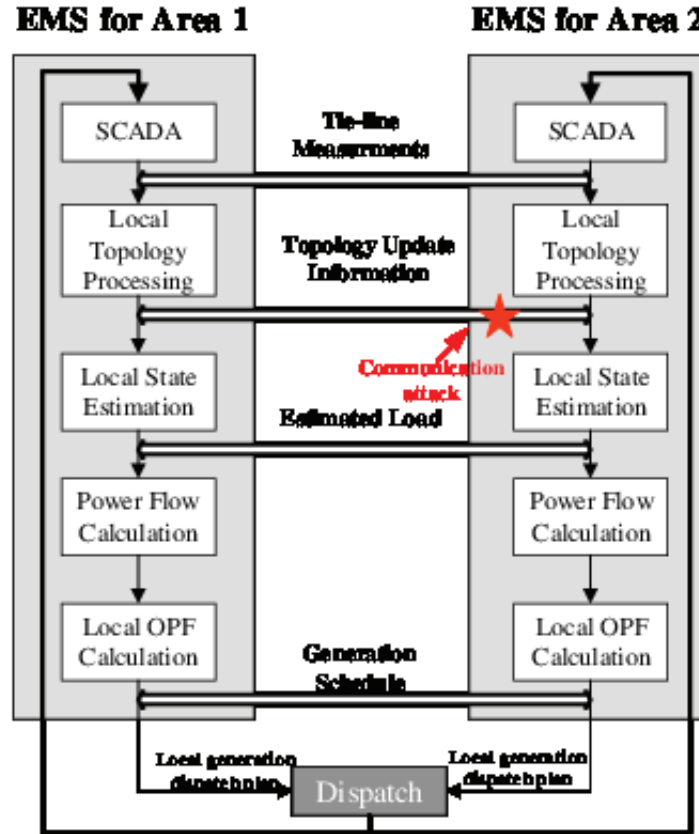 EMS for Area 1
EMS for Area 2
SCADA
Tie-line
Measurments
SCADA
Local
Topology
Processing
Topology Update
Information
Local
Topology
Processing
Communication
attack
Local State
Estimation
Estimated Load
Local State
Estimation
Power Flow
Calculation
Power Flow
Calculation
Local OPF
Calculation
Generation
Schedule
Local OPF
Calculation
Local generation
dispatch plan
Local generation
dispatch plan
Dispatch